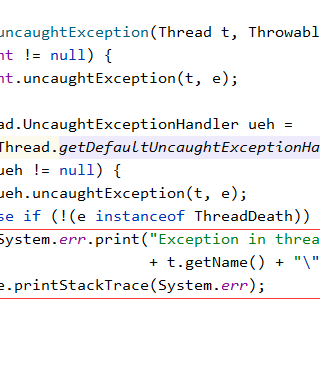 uncaughtException(Thread t, Throwabl
nt != null) {
nt.uncaughtException(t, e);
ad.UncaughtExceptionHandler ueh =
Thread.getDefaultUncaughtExceptionHa
ueh != null) {
ueh.uncaughtException(t, e);
se if (!(e instanceof ThreadDeath))
System.err.print("Exception in threa
+ t.getName() + "\"
e.printStackTrace(System.err);